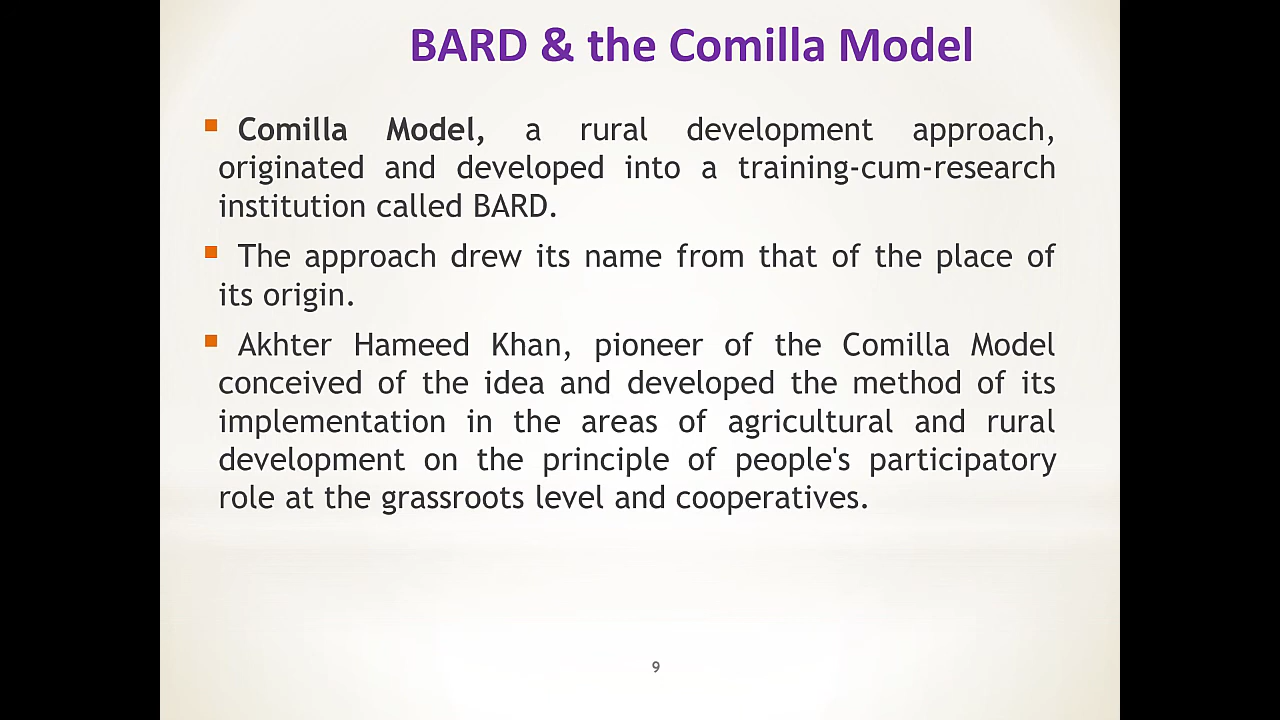 BARD & the Comilla Model
▪ Comilla Model, a rural development approach,
originated and developed into a training-cum-research
institution called BARD.
▪ The approach drew its name from that of the place of
its origin.
▪ Akhter Hameed Khan, pioneer of the Comilla Model
conceived of the idea and developed the method of its
implementation in the areas of agricultural and rural
development on the principle of people's participatory
role at the grassroots level and cooperatives.
9